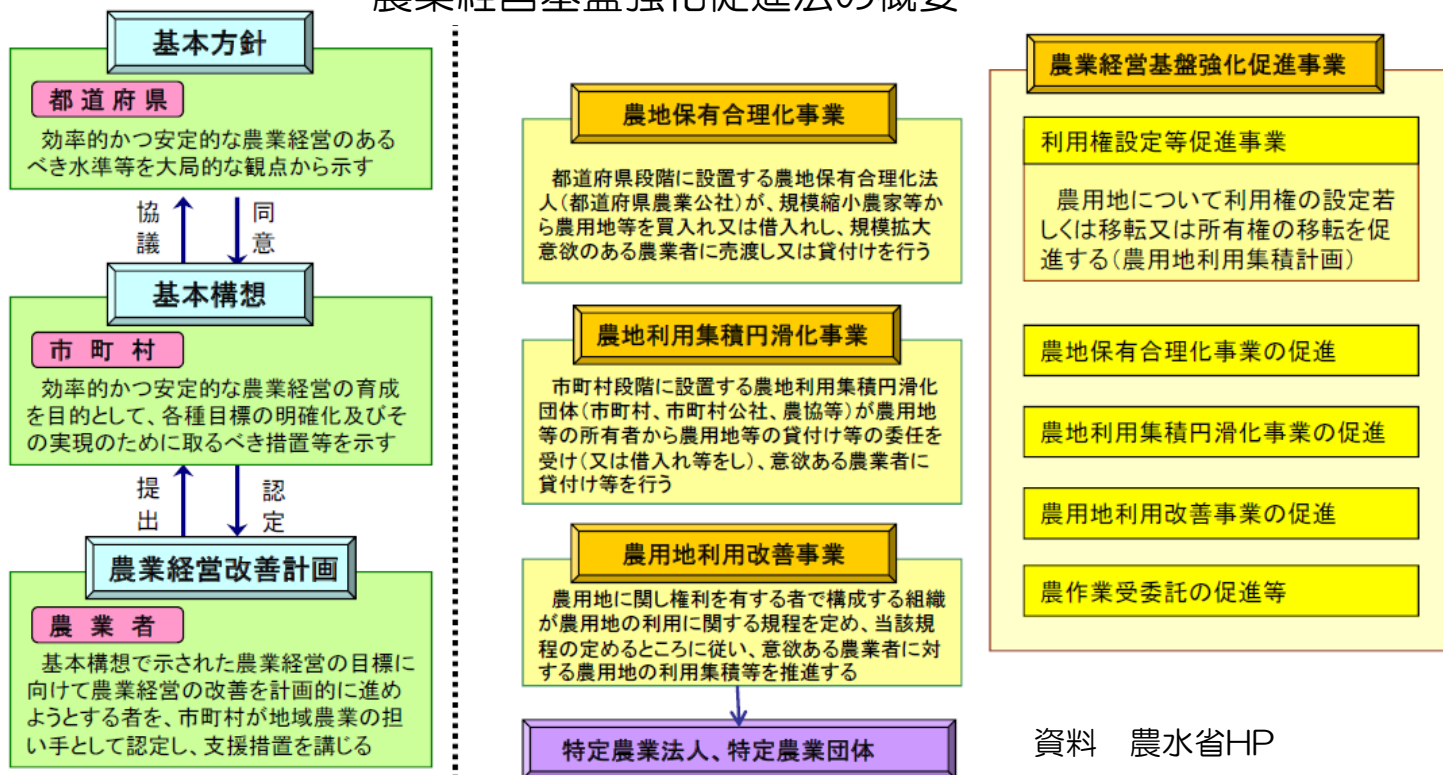 農業経営基盤強化促進法の概要
基本方針
都道府県
効率的かつ安定的な農業経営のある
べき水準等を大局的な観点から示す
協議
同意
基本構想
市町村
効率的かつ安定的な農業経営の育成
を目的として、各種目標の明確化及びそ
の実現のために取るべき措置等を示す
提出
認定
農業経営改善計画
農業者
基本構想で示された農業経営の目標に
向けて農業経営の改善を計画的に進め
ようとする者を、市町村が地域農業の担
い手として認定し、支援措置を講じる
農地保有合理化事業
都道府県段階に設置する農地保有合理化法
人(都道府県農業公社)が、規模縮小農家等か
ら農用地等を買入れ又は借入れし、規模拡大
意欲のある農業者に売渡し又は貸付けを行う
農地利用集積円滑化事業
市町村段階に設置する農地利用集積円滑化
団体(市町村、市町村公社、農協等)が農用地
等の所有者から農用地等の貸付け等の委任を
受け(又は借入れ等をし)、意欲ある農業者に
貸付け等を行う
農用地利用改善事業
農用地に関し権利を有する者で構成する組織
が農用地の利用に関する規程を定め、当該規
程の定めるところに従い、意欲ある農業者に対
する農用地の利用集積等を推進する
特定農業法人、特定農業団体
農業経営基盤強化促進事業
利用権設定等促進事業
農用地について利用権の設定若
しくは移転又は所有権の移転を促
進する(農用地利用集積計画)
農地保有合理化事業の促進
農地利用集積円滑化事業の促進
農用地利用改善事業の促進
農作業受委託の促進等
資料 農水省HP